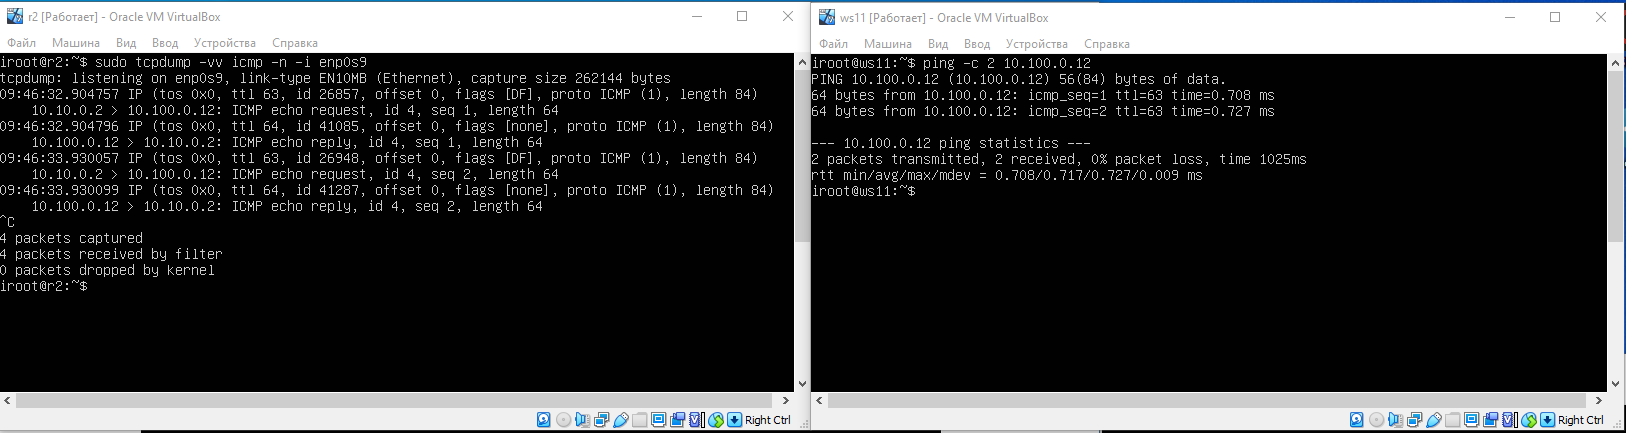 r2 [Работает] - Oracle VM VirtualBox
Файл Машина Вид Ввод Устройства Справка
iroot@r2:~$ sudo tcpdump -vv icmp -n -i enp0s9
tcpdump: listening on enp0s9, link-type EN10MB (Ethernet), capture size 262144 bytes
09:46:32.904757 IP (tos 0x0, ttl 63, id 26857, offset 0, flags [DF], proto ICMP (1), length 84)
    10.10.0.2 > 10.100.0.12: ICMP echo request, id 4, seq 1, length 64
09:46:32.904796 IP (tos 0x0, ttl 64, id 41085, offset 0, flags [none], proto ICMP (1), length 84)
    10.100.0.12 > 10.10.0.2: ICMP echo reply, id 4, seq 1, length 64
09:46:33.930057 IP (tos 0x0, ttl 63, id 26948, offset 0, flags [DF], proto ICMP (1), length 84)
    10.10.0.2 > 10.100.0.12: ICMP echo request, id 4, seq 2, length 64
09:46:33.930099 IP (tos 0x0, ttl 64, id 41287, offset 0, flags [none], proto ICMP (1), length 84)
    10.100.0.12 > 10.10.0.2: ICMP echo reply, id 4, seq 2, length 64
^C
4 packets captured
4 packets received by filter
0 packets dropped by kernel
iroot@r2:~$
Right Ctrl
ws11 [Работает] - Oracle VM VirtualBox
Файл Машина Вид Ввод Устройства Справка
iroot@ws11:~$ ping -c 2 10.100.0.12
PING 10.100.0.12 (10.100.0.12) 56(84) bytes of data.
64 bytes from 10.100.0.12: icmp_seq=1 ttl=63 time=0.708 ms
64 bytes from 10.100.0.12: icmp_seq=2 ttl=63 time=0.727 ms

--- 10.100.0.12 ping statistics ---
2 packets transmitted, 2 received, 0% packet loss, time 1025ms
rtt min/avg/max/mdev = 0.708/0.717/0.727/0.009 ms
iroot@ws11:~$
Right Ctrl